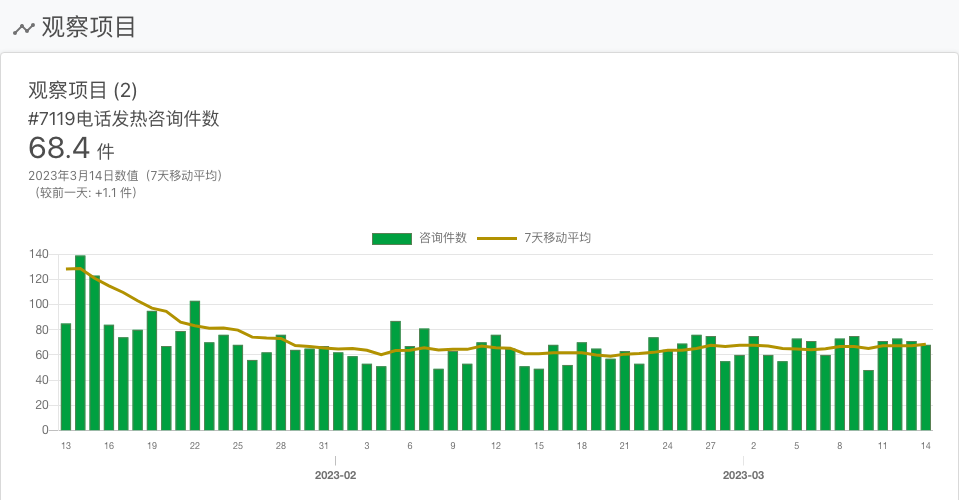 观察项目
观察项目 (2)
#7119电话发热咨询件数
68.4 件
2023年3月14日数值（7天移动平均）
（较前一天: +1.1 件）
咨询件数 7天移动平均
140
120
100
80
60
40
20
0
13 16 19 22 25 28 31 3 6 9 12 15 18 21 24 27 2 5 8 11 14
2023-02 2023-03